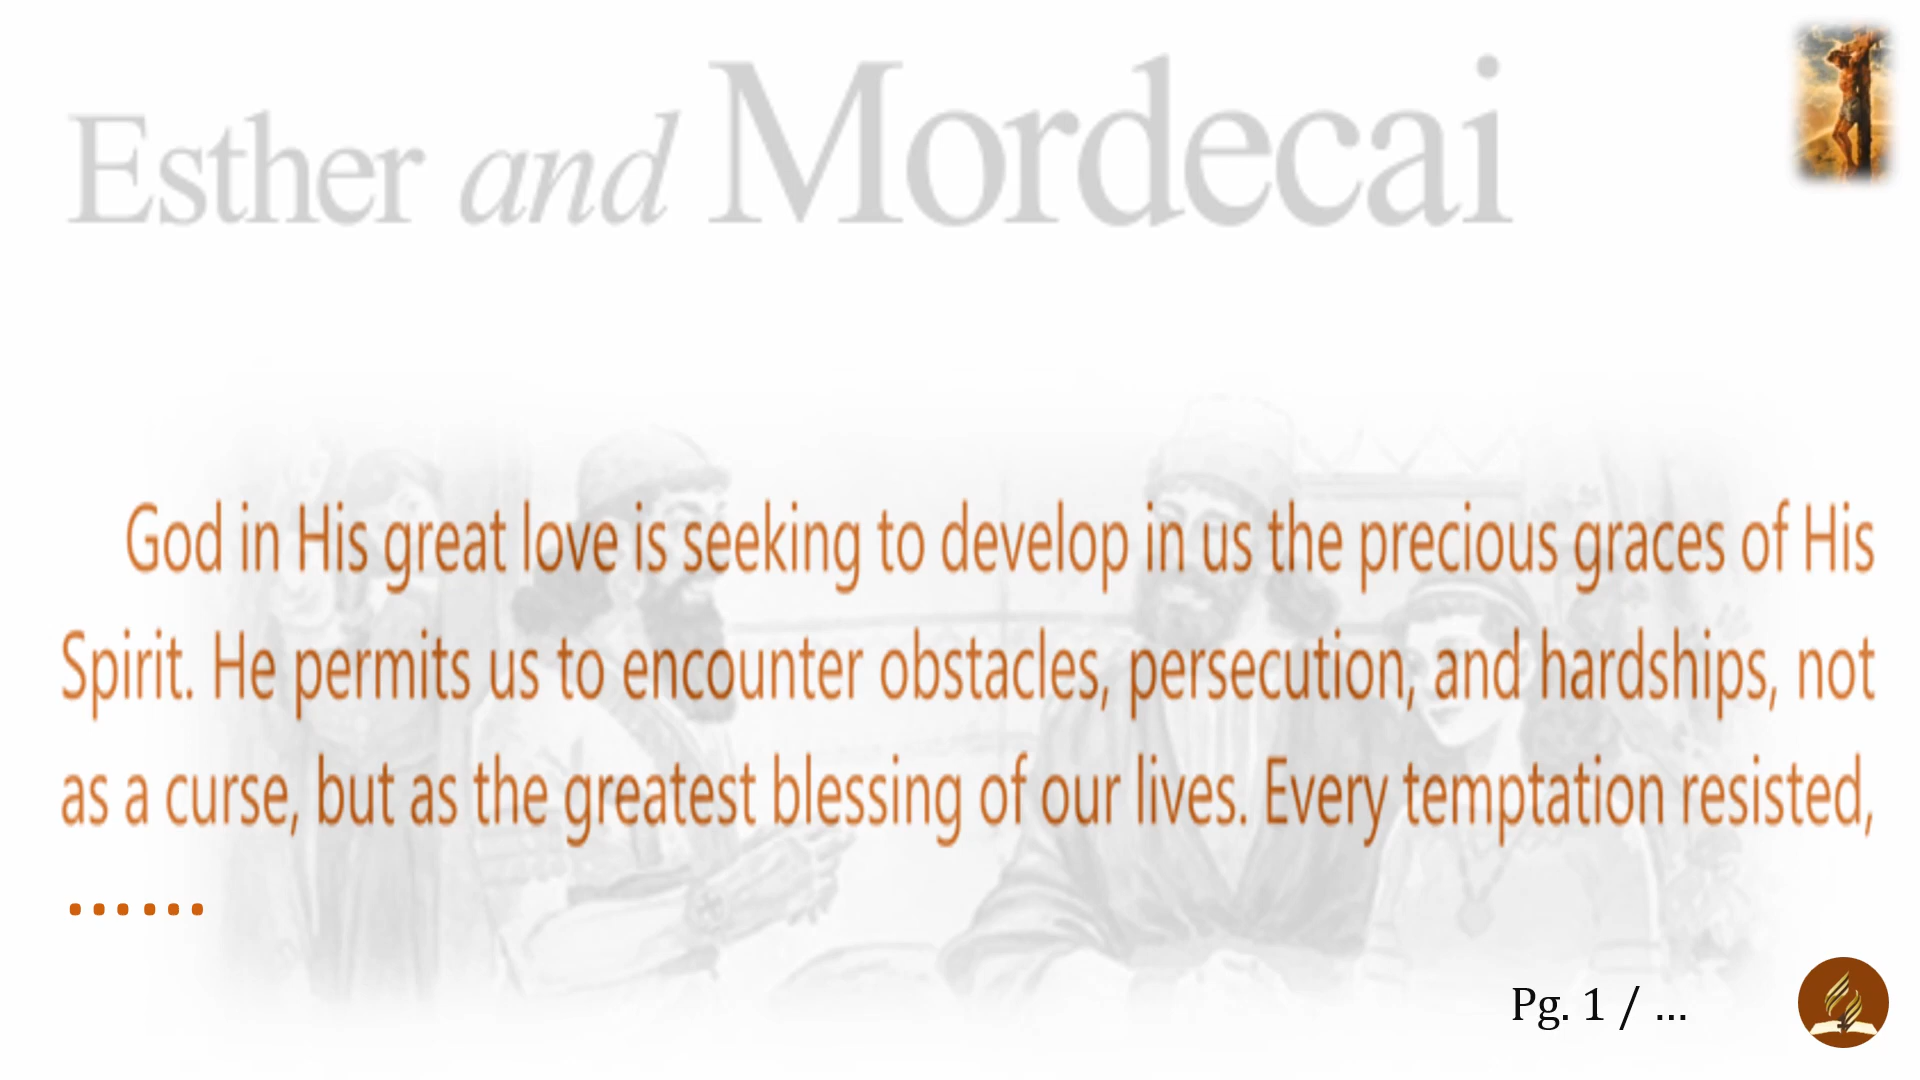 Esther and Mordecai
God in His great love is seeking to develop in us the precious graces of His
Spirit. He permits us to encounter obstacles, persecution, and hardships, not
as a curse, but as the greatest blessing of our lives. Every temptation resisted,
......
Pg. 1 / ...